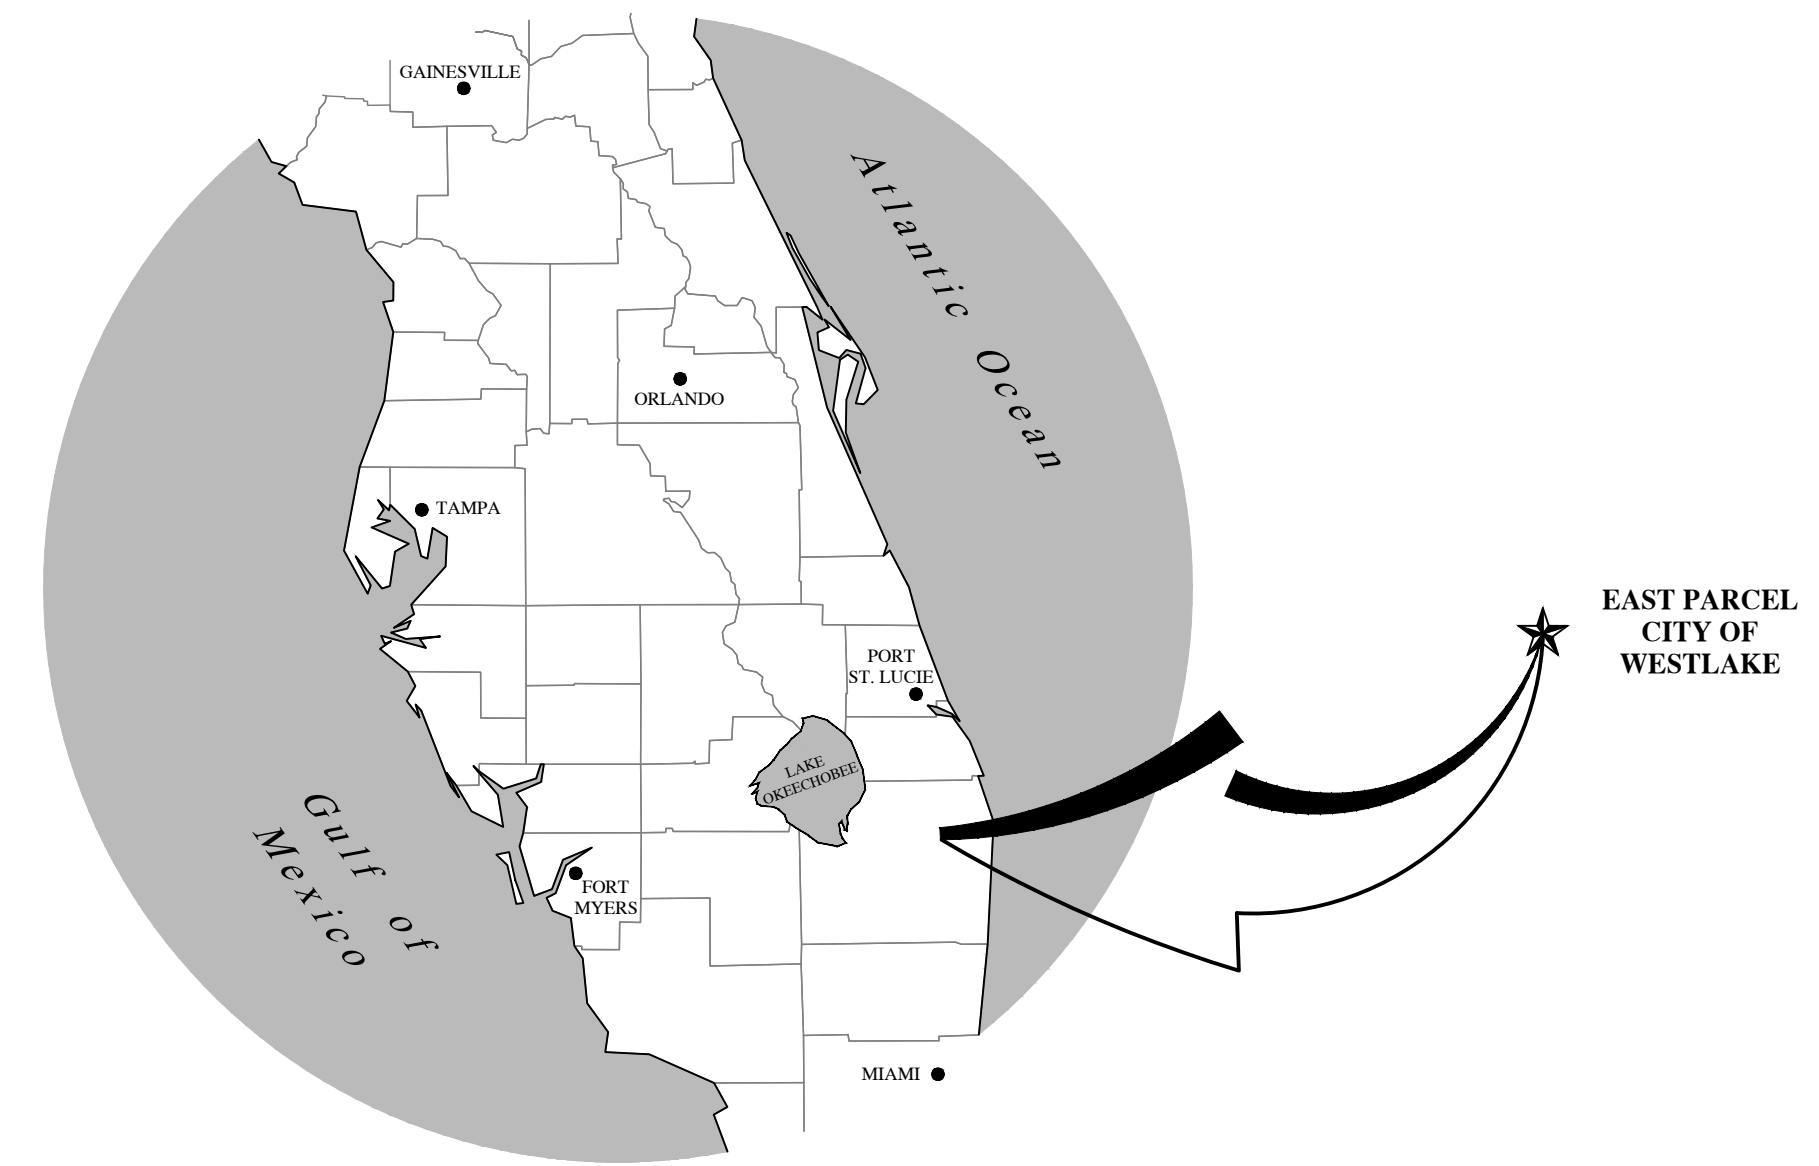 GAINESVILLE
Atlantic Ocean
ORLANDO
TAMPA
EAST PARCEL
CITY OF
WESTLAKE
PORT
ST. LUCIE
LAKE
OKEECHOBEE
Gulf of
Mexico
FORT
MYERS
MIAMI